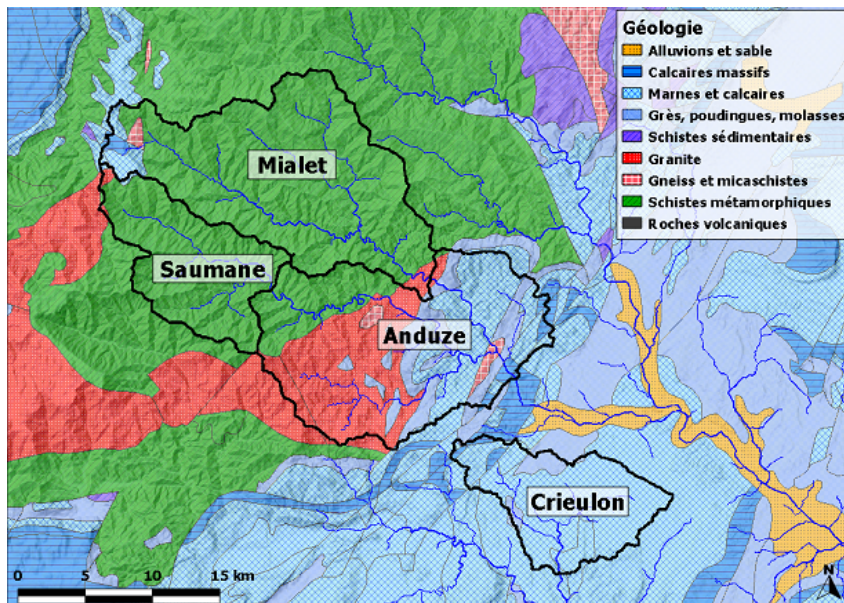 Géologie
Alluvions et sable
Calcaires massifs
Marnes et calcaires
Grès, poudingues, molasses
Schistes sédimentaires
Granite
Gneiss et micaschistes
Schistes métamorphiques
Roches volcaniques
Mialet
Saumane
Anduze
Crieulon
0 5 10 15 km
N